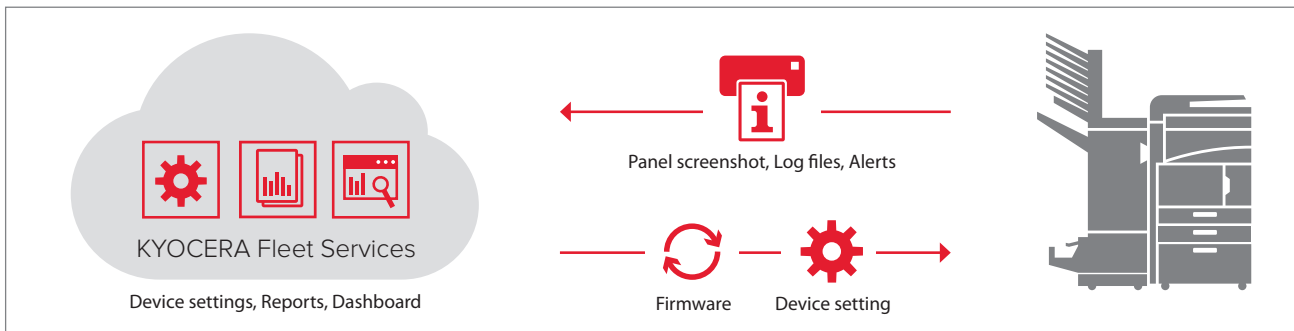 KYOCERA Fleet Services
Device settings, Reports, Dashboard
Panel screenshot, Log files, Alerts
Firmware
Device setting